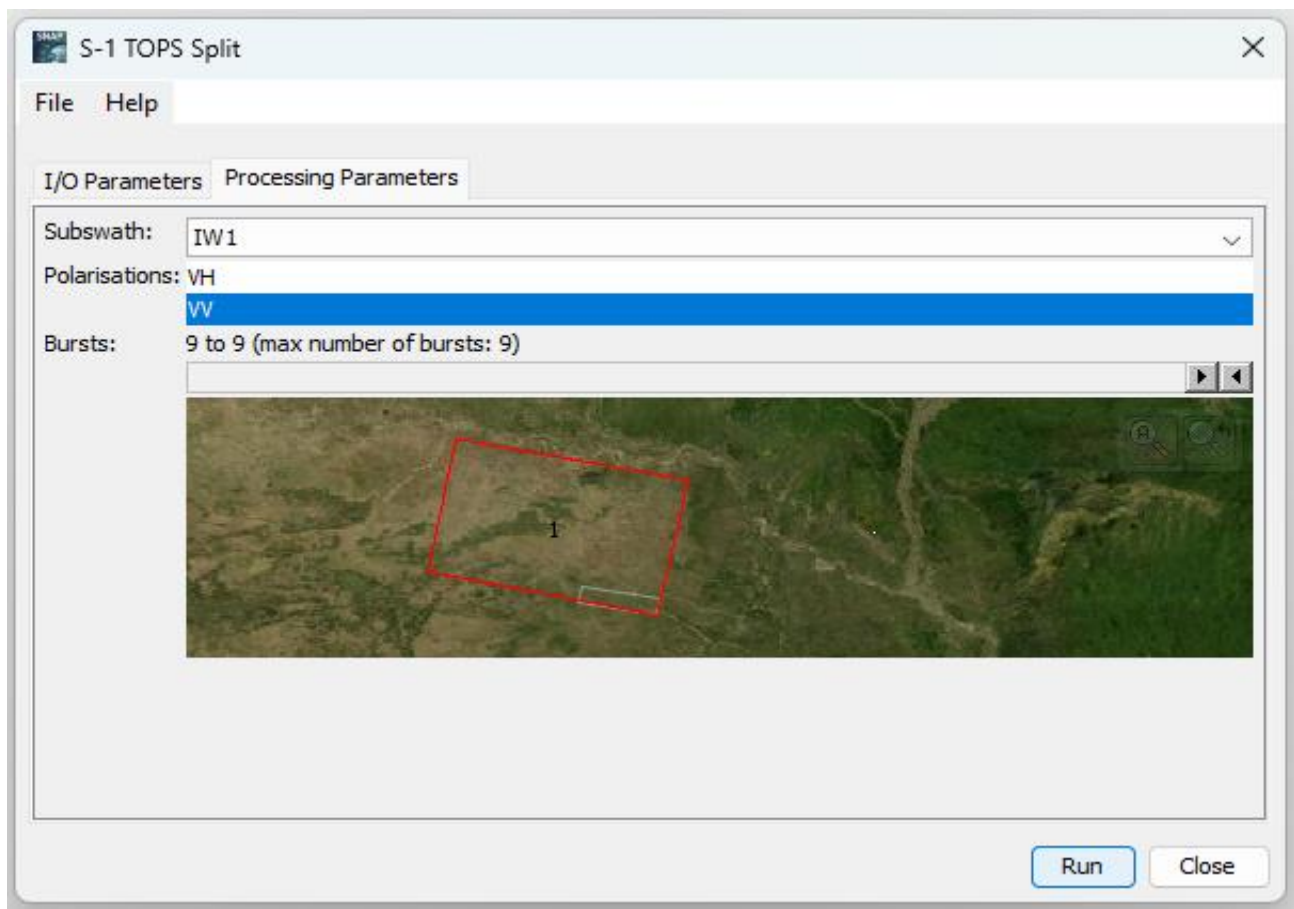 S-1 TOPS Split
File Help
I/O Parameters Processing Parameters
Subswath: IW1
Polarisations: VH
VV
Bursts: 9 to 9 (max number of bursts: 9)
1
Run Close